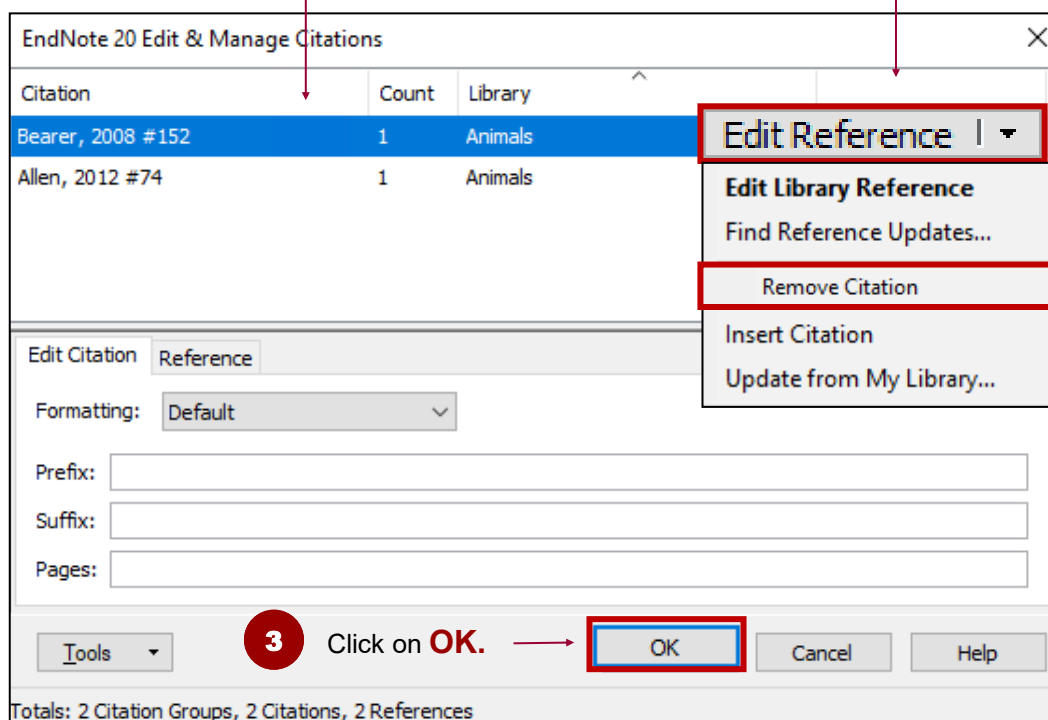 EndNote 20 Edit & Manage Citations
Citation Count Library
Bearer, 2008 #152 1 Animals
Edit Reference
Allen, 2012 #74 1 Animals
Edit Library Reference
Find Reference Updates...
Remove Citation
Insert Citation
Update from My Library...
Edit Citation Reference
Formatting: Default
Prefix:
Suffix:
Pages:
Tools 3 Click on OK. OK Cancel Help
Totals: 2 Citation Groups, 2 Citations, 2 References